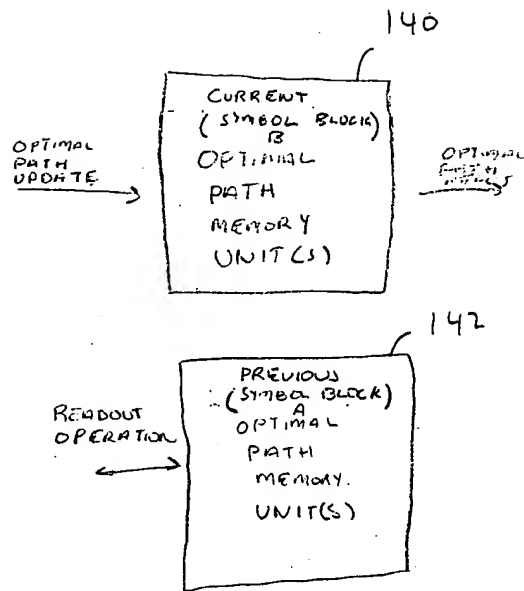 140
CURRENT
(SYMBOL BLOCK)
B
OPTIMAL
PATH
MEMORY
UNIT(S)
OPTIMAL
PATH
UPDATE
OPTIMAL
142
PREVIOUS
(SYMBOL BLOCK)
A
OPTIMAL
PATH
MEMORY
UNIT(S)
READOUT
OPERATION